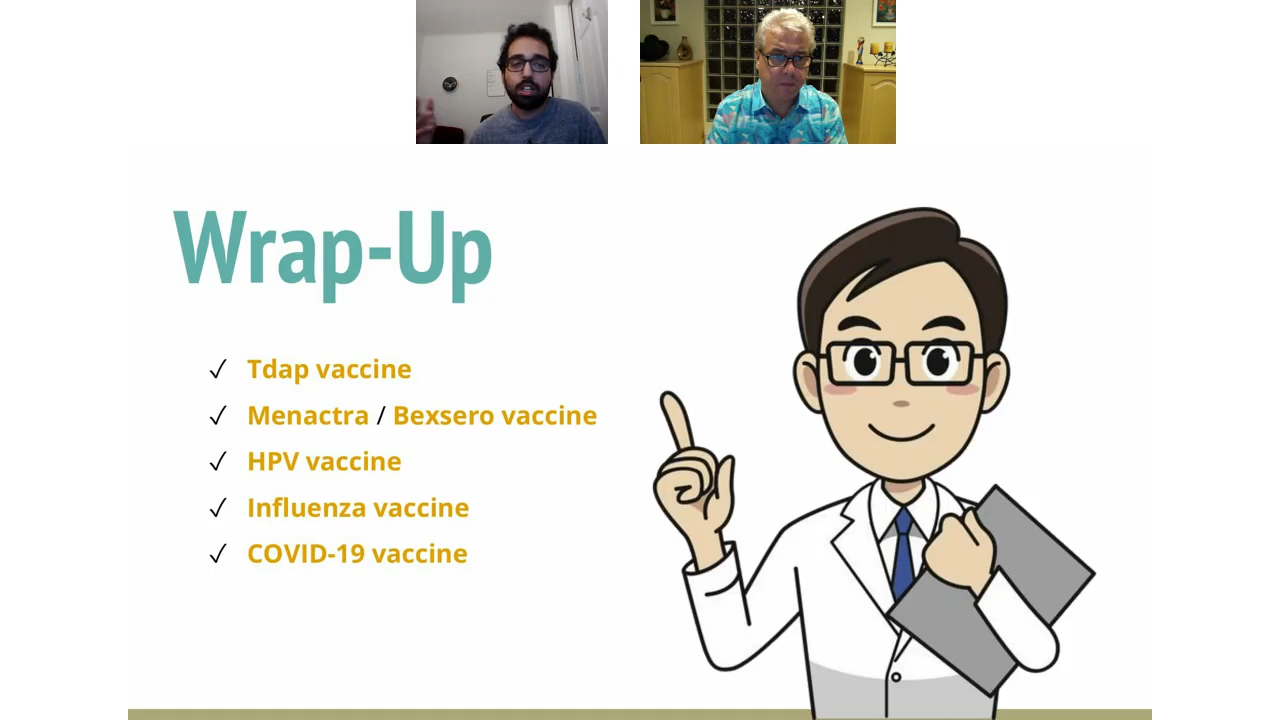 Wrap-Up
✓ Tdap vaccine
✓ Menactra / Bexsero vaccine
✓ HPV vaccine
✓ Influenza vaccine
✓ COVID-19 vaccine